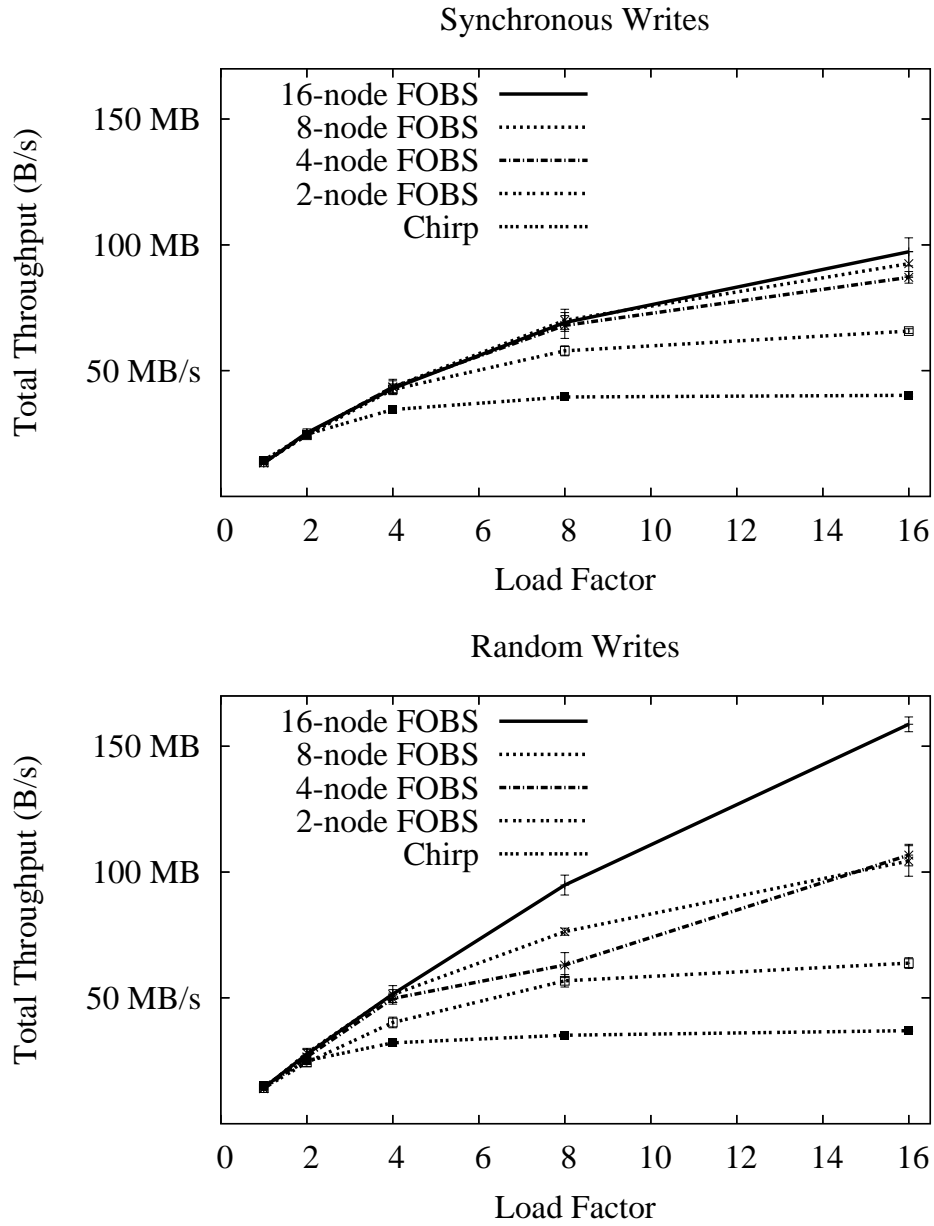 Synchronous Writes
150 MB
100 MB
50 MB/s
Total Throughput (B/s)
16-node FOBS
8-node FOBS
4-node FOBS
2-node FOBS
Chirp
0 2 4 6 8 10 12 14 16
Load Factor
Random Writes
150 MB
100 MB
50 MB/s
Total Throughput (B/s)
16-node FOBS
8-node FOBS
4-node FOBS
2-node FOBS
Chirp
0 2 4 6 8 10 12 14 16
Load Factor